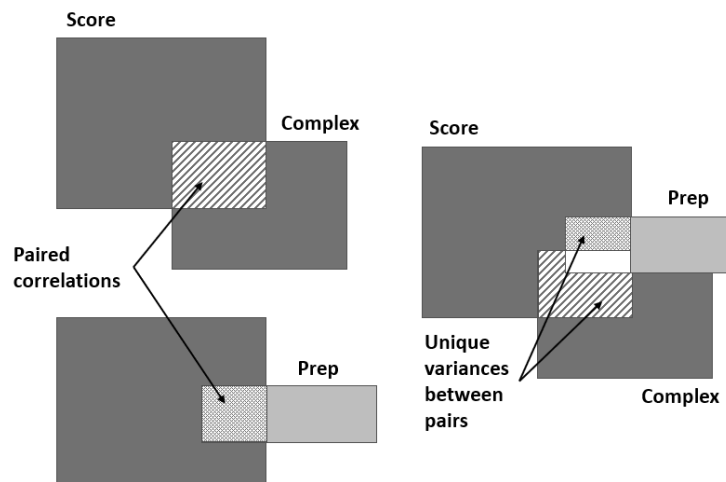 Score
Complex
Paired
correlations
Prep
Score
Prep
Unique
variances
between
pairs
Complex